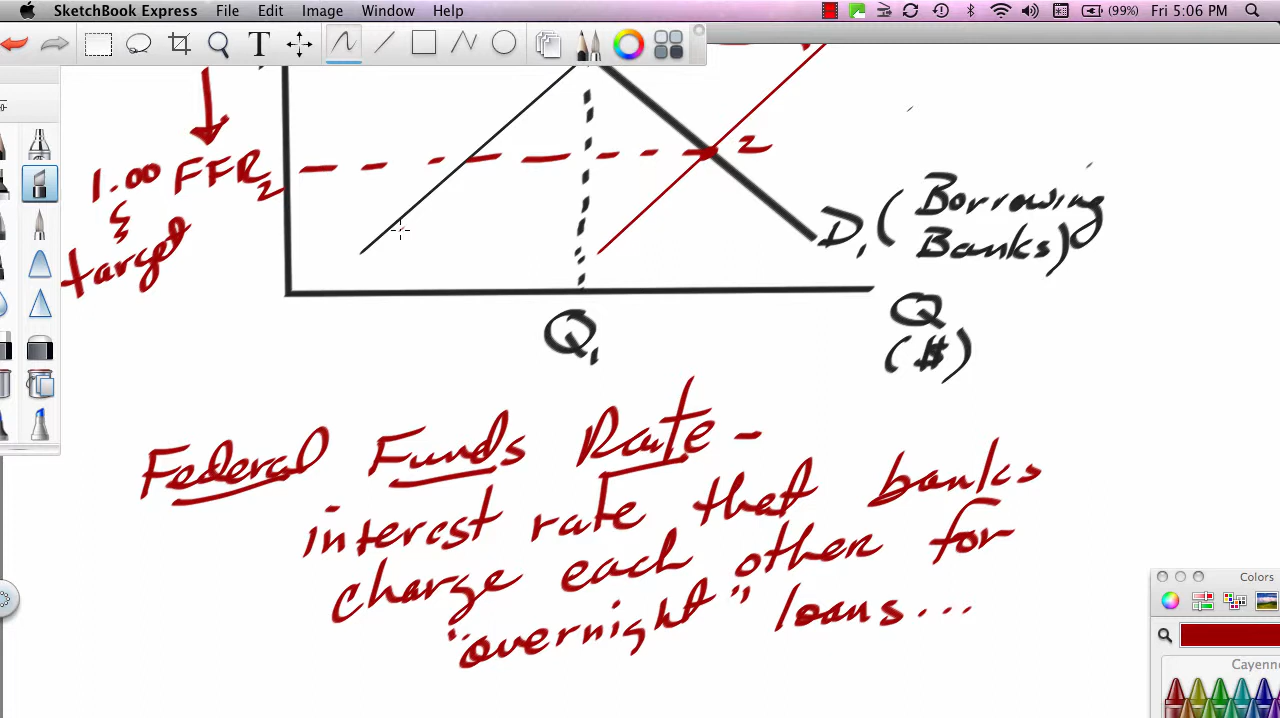 SketchBook Express File Edit Image Window Help (99%) Fri 5:06 PM
T
1.00 FFR2
&
target
2
D1 (Borrowing
Banks)
Q1
Q
($)
Federal Funds Rate -
interest rate that banks
charge each other for
"overnight" loans...
Colors
Cayenn